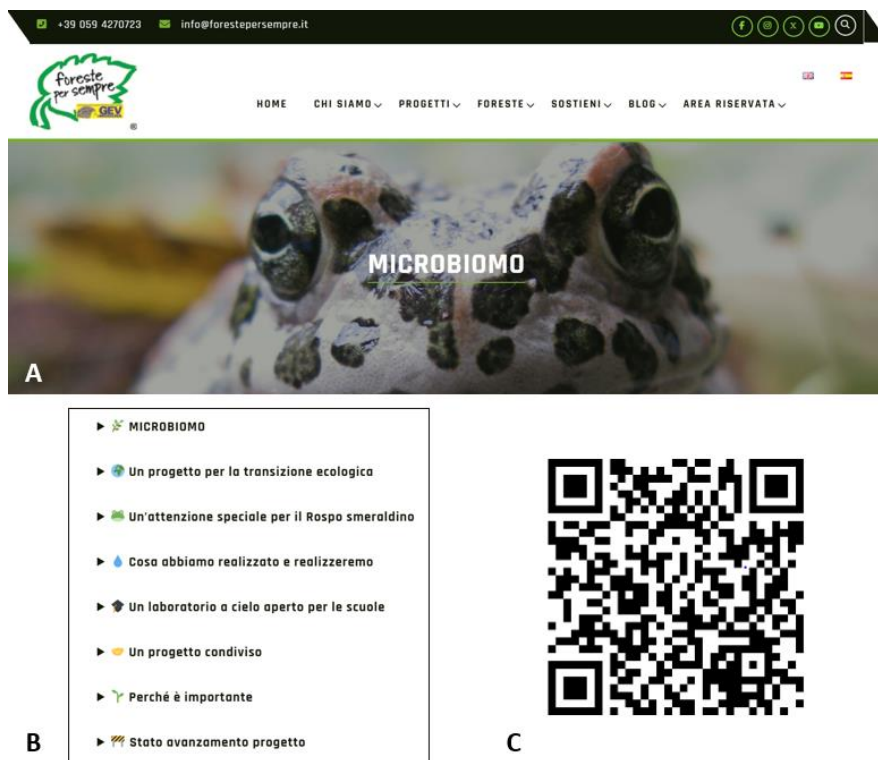 +39 059 4270723 info@forestepersempre.it
foreste
per sempre
GEV
®
HOME CHI SIAMO PROGETTI FORESTE SOSTIENI BLOG AREA RISERVATA
MICROBIOMO
A
MICROBIOMO
Un progetto per la transizione ecologica
Un'attenzione speciale per il Rospo smeraldino
Cosa abbiamo realizzato e realizzeremo
Un laboratorio a cielo aperto per le scuole
Un progetto condiviso
Perché è importante
Stato avanzamento progetto
B
C